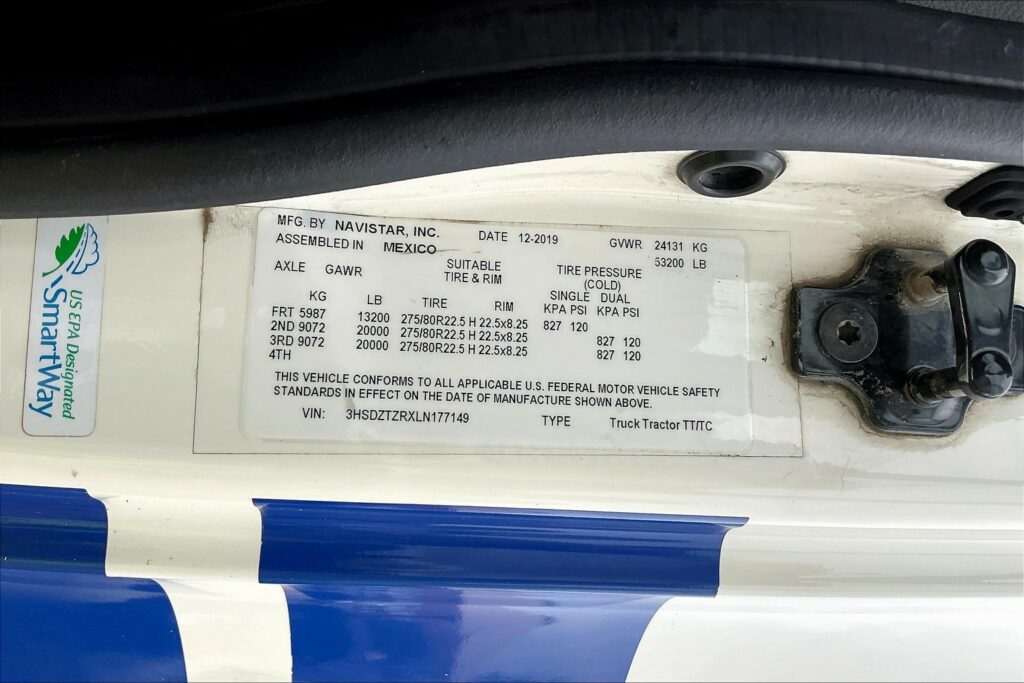 MFG. BY NAVISTAR, INC. DATE 12-2019 GVWR 24131 KG
ASSEMBLED IN MEXICO 53200 LB
AXLE GAWR SUITABLE TIRE PRESSURE
TIRE & RIM (COLD)
KG LB TIRE RIM SINGLE DUAL
KPA PSI KPA PSI
FRT 5987 13200 275/80R22.5 H 22.5x8.25 827 120
2ND 9072 20000 275/80R22.5 H 22.5x8.25 827 120
3RD 9072 20000 275/80R22.5 H 22.5x8.25 827 120
4TH
THIS VEHICLE CONFORMS TO ALL APPLICABLE U.S. FEDERAL MOTOR VEHICLE SAFETY
STANDARDS IN EFFECT ON THE DATE OF MANUFACTURE SHOWN ABOVE.
VIN: 3HSDZTZRXLN177149 TYPE Truck Tractor TT/TC
US EPA Designated
SmartWay